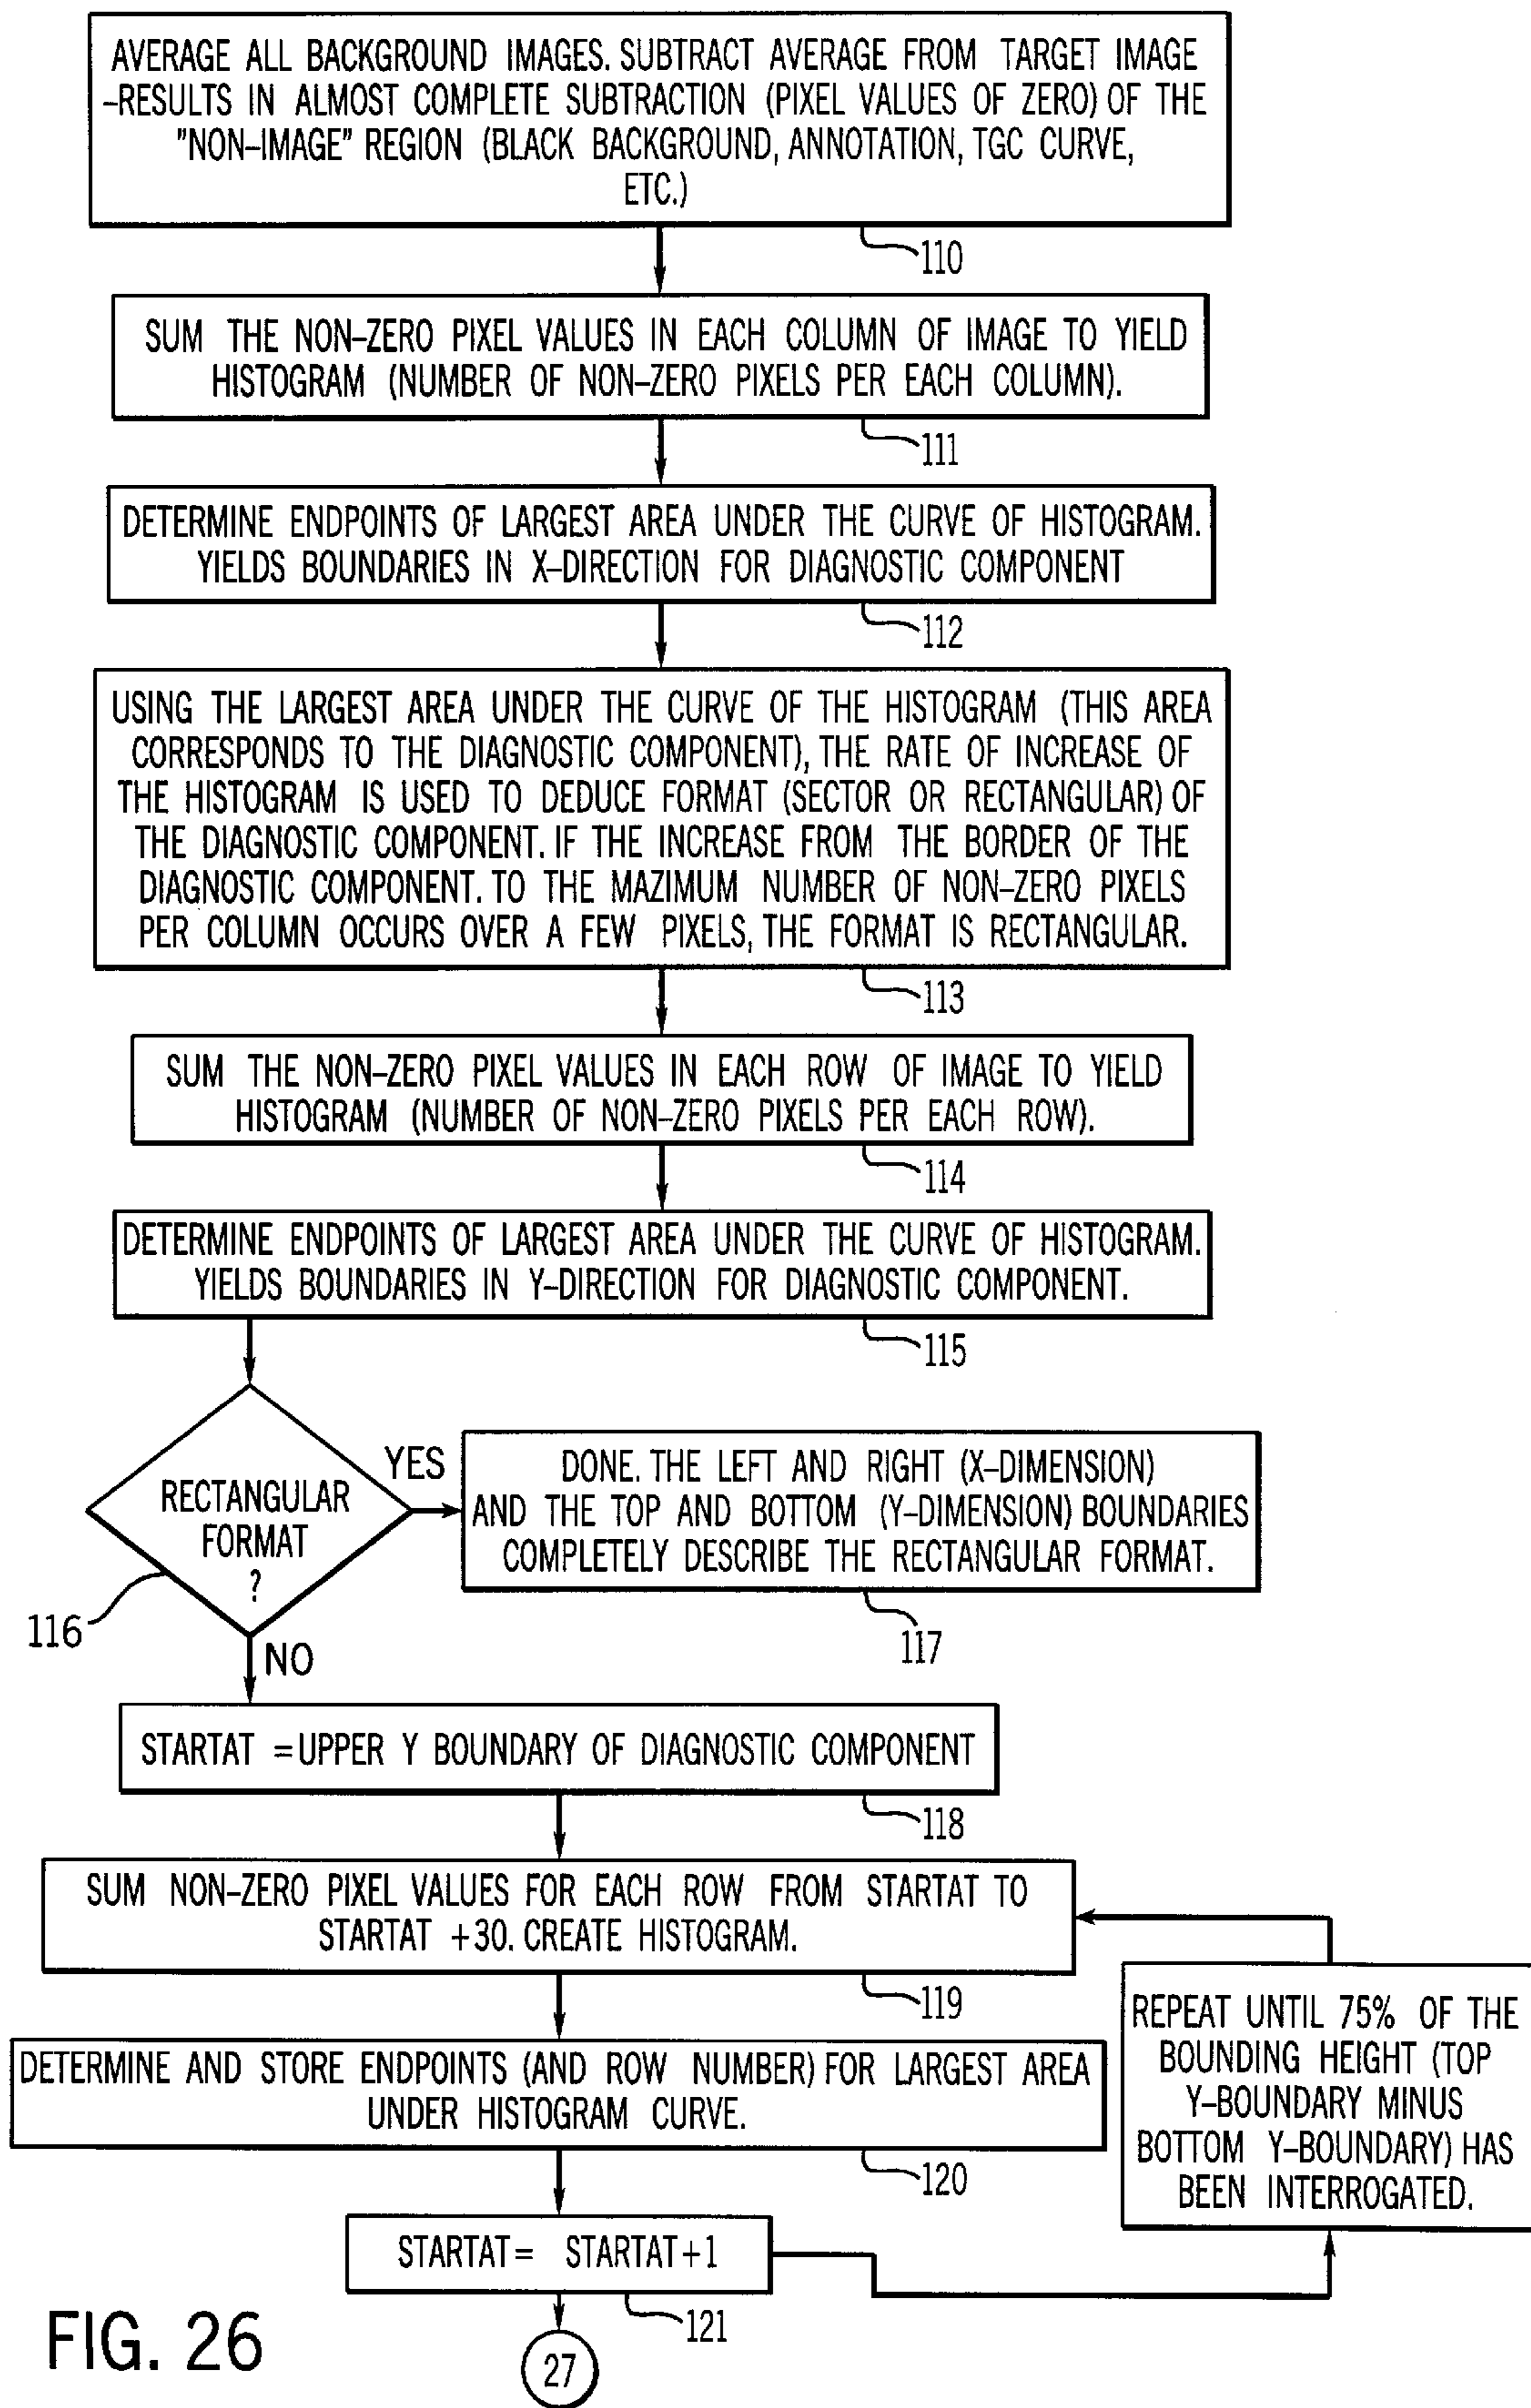 AVERAGE ALL BACKGROUND IMAGES. SUBTRACT AVERAGE FROM TARGET IMAGE
-RESULTS IN ALMOST COMPLETE SUBTRACTION (PIXEL VALUES OF ZERO) OF THE
"NON-IMAGE" REGION (BLACK BACKGROUND, ANNOTATION, TGC CURVE,
ETC.)
110
SUM THE NON-ZERO PIXEL VALUES IN EACH COLUMN OF IMAGE TO YIELD
HISTOGRAM (NUMBER OF NON-ZERO PIXELS PER EACH COLUMN).
111
DETERMINE ENDPOINTS OF LARGEST AREA UNDER THE CURVE OF HISTOGRAM.
YIELDS BOUNDARIES IN X-DIRECTION FOR DIAGNOSTIC COMPONENT
112
USING THE LARGEST AREA UNDER THE CURVE OF THE HISTOGRAM (THIS AREA
CORRESPONDS TO THE DIAGNOSTIC COMPONENT), THE RATE OF INCREASE OF
THE HISTOGRAM IS USED TO DEDUCE FORMAT (SECTOR OR RECTANGULAR) OF
THE DIAGNOSTIC COMPONENT. IF THE INCREASE FROM THE BORDER OF THE
DIAGNOSTIC COMPONENT. TO THE MAZIMUM NUMBER OF NON-ZERO PIXELS
PER COLUMN OCCURS OVER A FEW PIXELS, THE FORMAT IS RECTANGULAR.
113
SUM THE NON-ZERO PIXEL VALUES IN EACH ROW OF IMAGE TO YIELD
HISTOGRAM (NUMBER OF NON-ZERO PIXELS PER EACH ROW).
114
DETERMINE ENDPOINTS OF LARGEST AREA UNDER THE CURVE OF HISTOGRAM.
YIELDS BOUNDARIES IN Y-DIRECTION FOR DIAGNOSTIC COMPONENT.
115
RECTANGULAR
FORMAT
?
116
YES
DONE. THE LEFT AND RIGHT (X-DIMENSION)
AND THE TOP AND BOTTOM (Y-DIMENSION) BOUNDARIES
COMPLETELY DESCRIBE THE RECTANGULAR FORMAT.
117
NO
STARTAT =UPPER Y BOUNDARY OF DIAGNOSTIC COMPONENT
118
SUM NON-ZERO PIXEL VALUES FOR EACH ROW FROM STARTAT TO
STARTAT +30. CREATE HISTOGRAM.
119
DETERMINE AND STORE ENDPOINTS (AND ROW NUMBER) FOR LARGEST AREA
UNDER HISTOGRAM CURVE.
120
STARTAT= STARTAT+1
121
REPEAT UNTIL 75% OF THE
BOUNDING HEIGHT (TOP
Y-BOUNDARY MINUS
BOTTOM Y-BOUNDARY) HAS
BEEN INTERROGATED.
27
FIG. 26